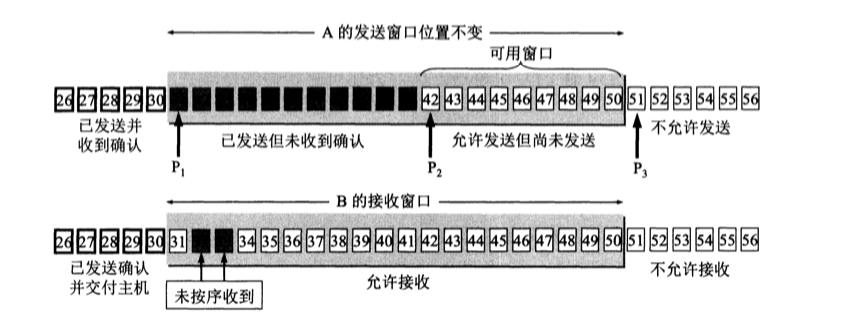 A 的发送窗口位置不变
可用窗口
26 27 28 29 30 42 43 44 45 46 47 48 49 50 51 52 53 54 55 56
已发送并
收到确认
已发送但未收到确认
允许发送但尚未发送
不允许发送
P1
P2
P3
B 的接收窗口
26 27 28 29 30 31 34 35 36 37 38 39 40 41 42 43 44 45 46 47 48 49 50 51 52 53 54 55 56
已发送确认
并交付主机
未按序收到
允许接收
不允许接收